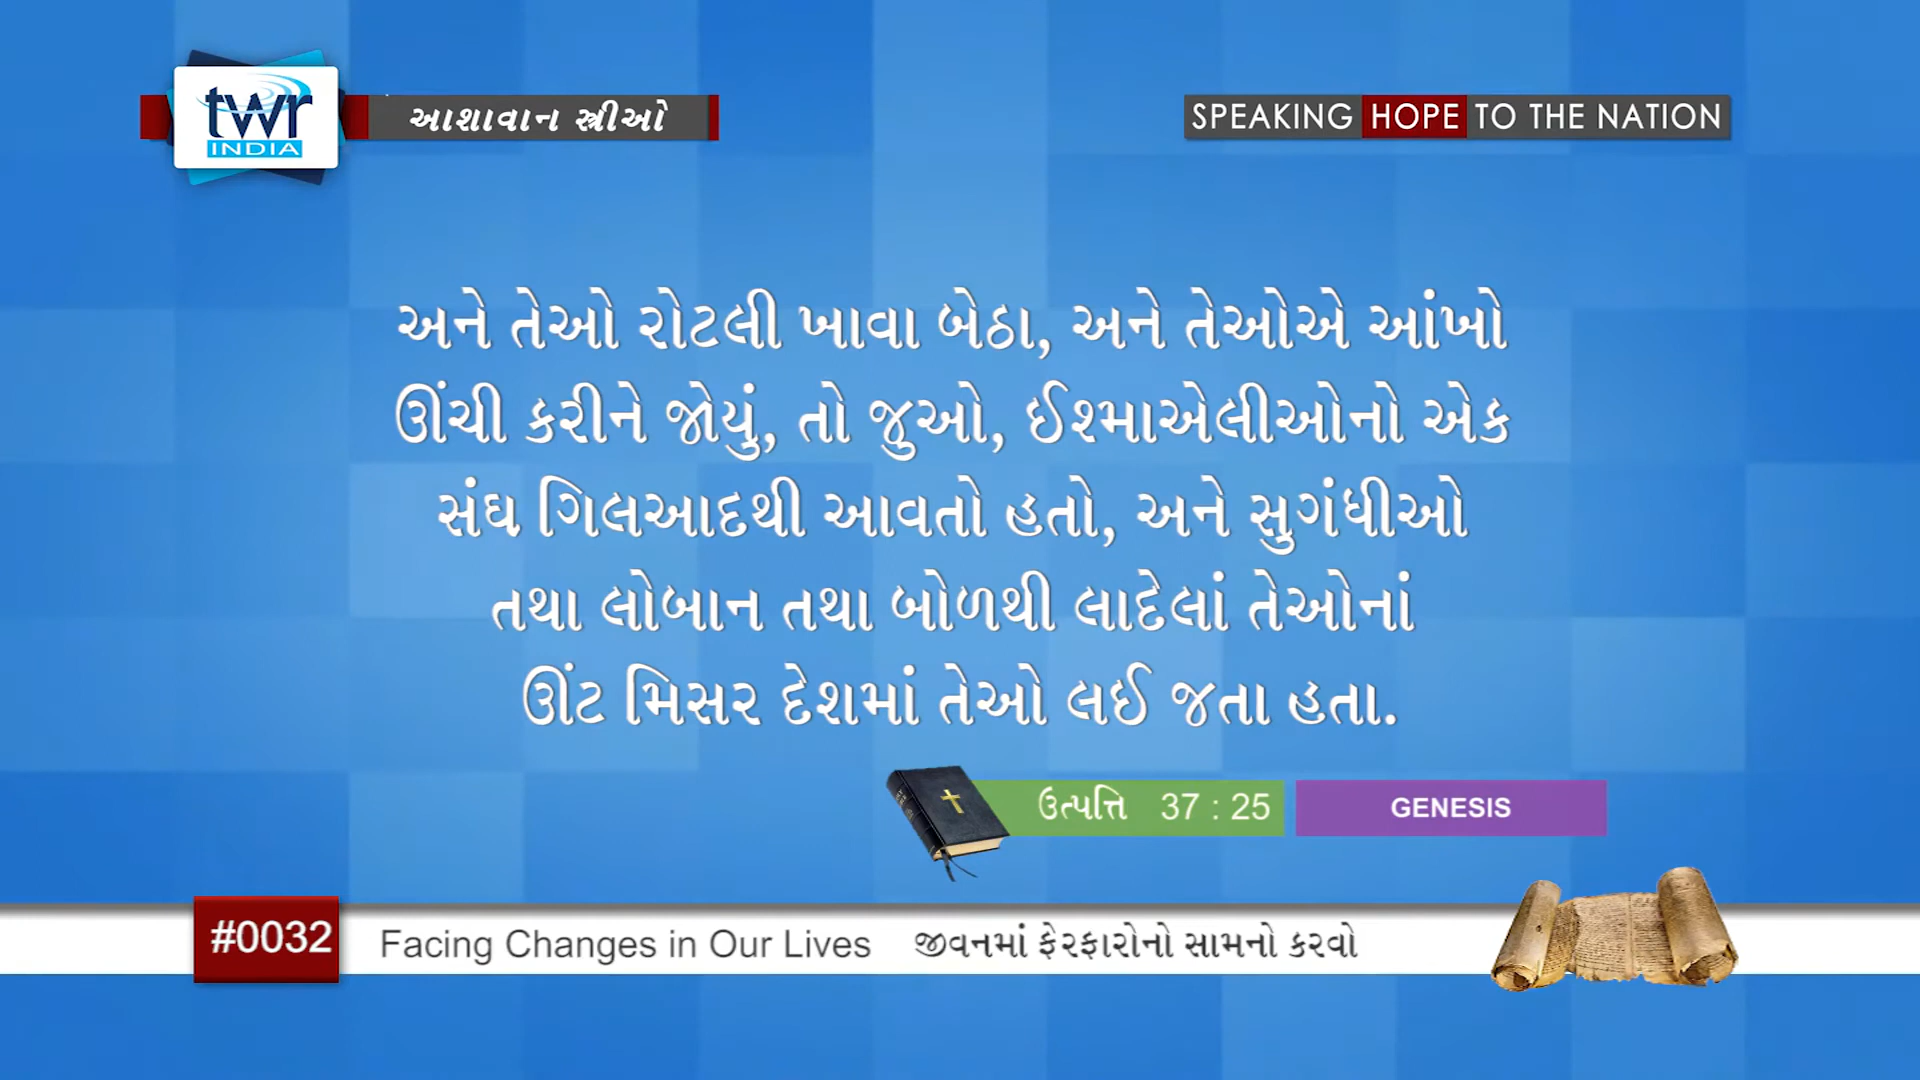 twr
INDIA
આશાવાન સ્ત્રીઓ
SPEAKING HOPE TO THE NATION
અને તેઓ રોટલી ખાવા બેઠા, અને તેઓએ આંખો
ઊંચી કરીને જોયું, તો જુઓ, ઈશ્માએલીઓનો એક
સંઘ ગિલઆદથી આવતો હતો, અને સુગંધીઓ
તથા લોબાન તથા બોળથી લાદેલાં તેઓનાં
ઊંટ મિસર દેશમાં તેઓ લઈ જતા હતા.
ઉત્પત્તિ 37 : 25
GENESIS
#0032
Facing Changes in Our Lives જીવનમાં ફેરફારોનો સામનો કરવો